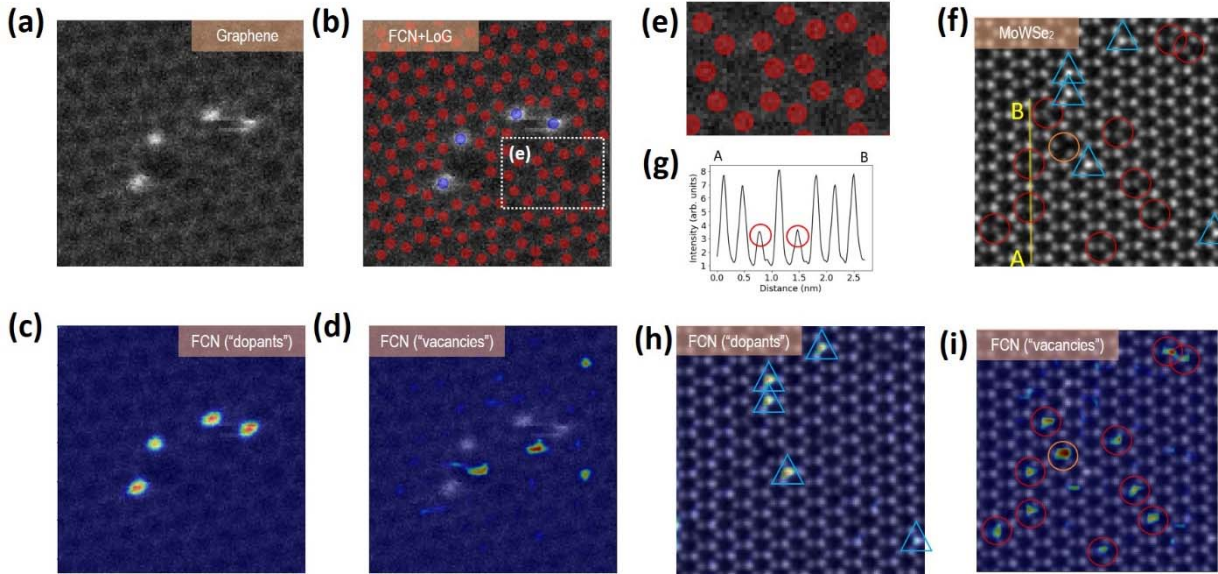 (a)
Graphene
(b)
FCN+LoG
(e)
(e)
(f)
MoWSe₂
B
A
(g)
A
B
Intensity (arb. units)
8
7
6
5
4
3
2
1
0.0 0.5 1.0 1.5 2.0 2.5
Distance (nm)
(c)
FCN ("dopants")
(d)
FCN ("vacancies")
(h)
FCN ("dopants")
(i)
FCN ("vacancies")